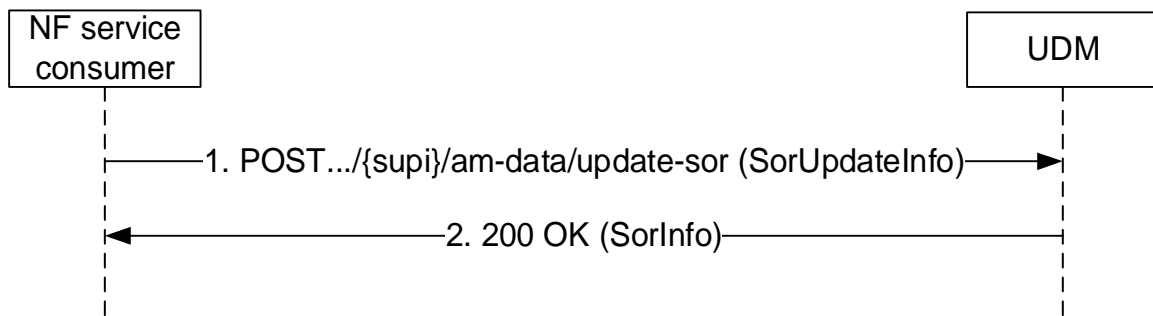 NF service
consumer
UDM
1. POST.../{supi}/am-data/update-sor (SorUpdateInfo)
2. 200 OK (SorInfo)